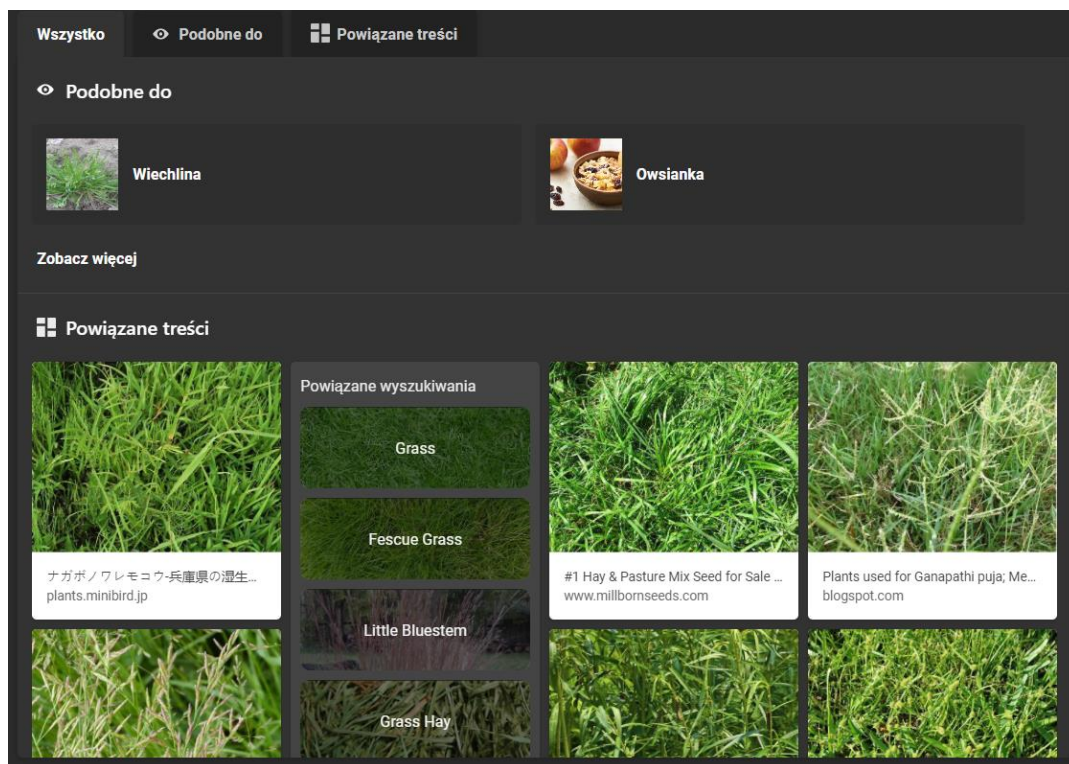 Wszystko
Podobne do
Powiązane treści
Podobne do
Wiechlina
Owsianka
Zobacz więcej
Powiązane treści
ナガボノワレモコウ-兵庫県の湿生...
plants.minibird.jp
Powiązane wyszukiwania
Grass
Fescue Grass
Little Bluestem
Grass Hay
#1 Hay & Pasture Mix Seed for Sale ...
www.millbornseeds.com
Plants used for Ganapathi puja; Me...
blogspot.com